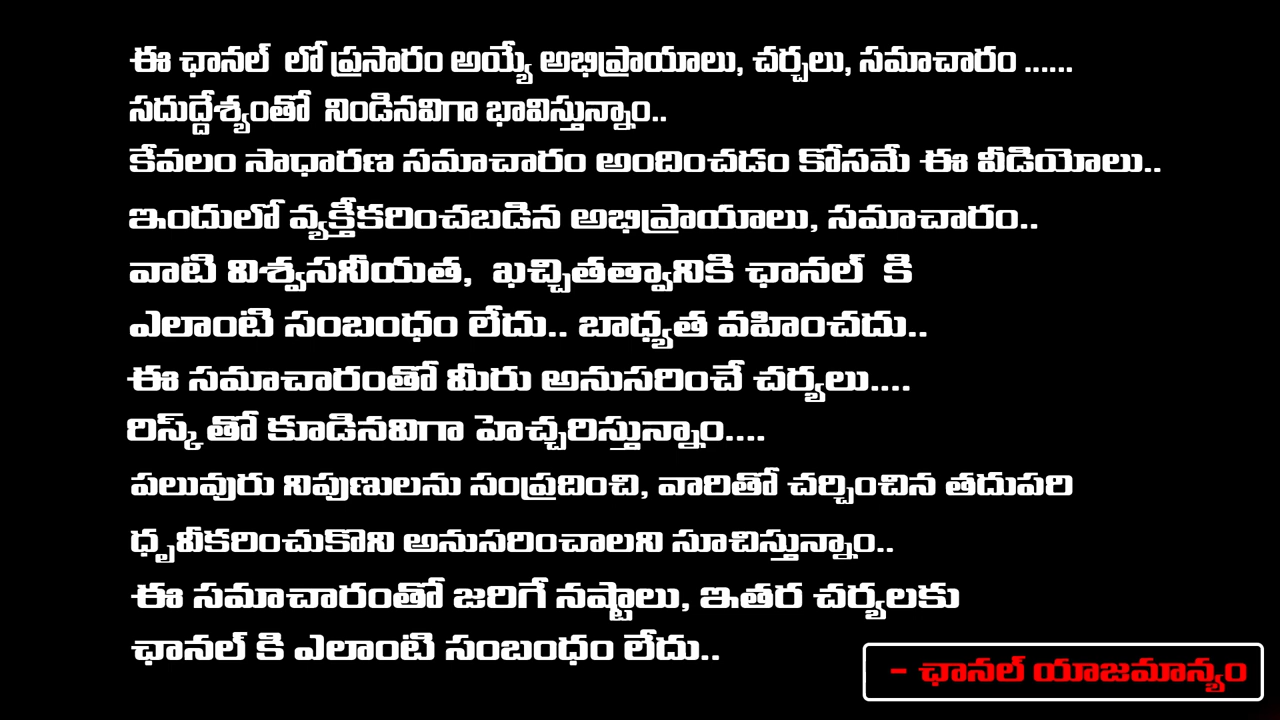 ఈ ఛానల్ లో ప్రసారం అయ్యే అభిప్రాయాలు, చర్చలు, సమాచారం ......
సదుద్దేశ్యంతో నిండినవిగా భావిస్తున్నాం..
కేవలం సాధారణ సమాచారం అందించడం కోసమే ఈ వీడియోలు..
ఇందులో వ్యక్తీకరించబడిన అభిప్రాయాలు, సమాచారం..
వాటి విశ్వసనీయత, ఖచ్చితత్వానికి ఛానల్ కి
ఎలాంటి సంబంధం లేదు.. బాధ్యత వహించదు..
ఈ సమాచారంతో మీరు అనుసరించే చర్యలు....
రిస్క్ తో కూడినవిగా హెచ్చరిస్తున్నాం....
పలువురు నిపుణులను సంప్రదించి, వారితో చర్చించిన తదుపరి
ధృవీకరించుకొని అనుసరించాలని సూచిస్తున్నాం..
ఈ సమాచారంతో జరిగే నష్టాలు, ఇతర చర్యలకు
ఛానల్ కి ఎలాంటి సంబంధం లేదు..
- ఛానల్ యాజమాన్యం